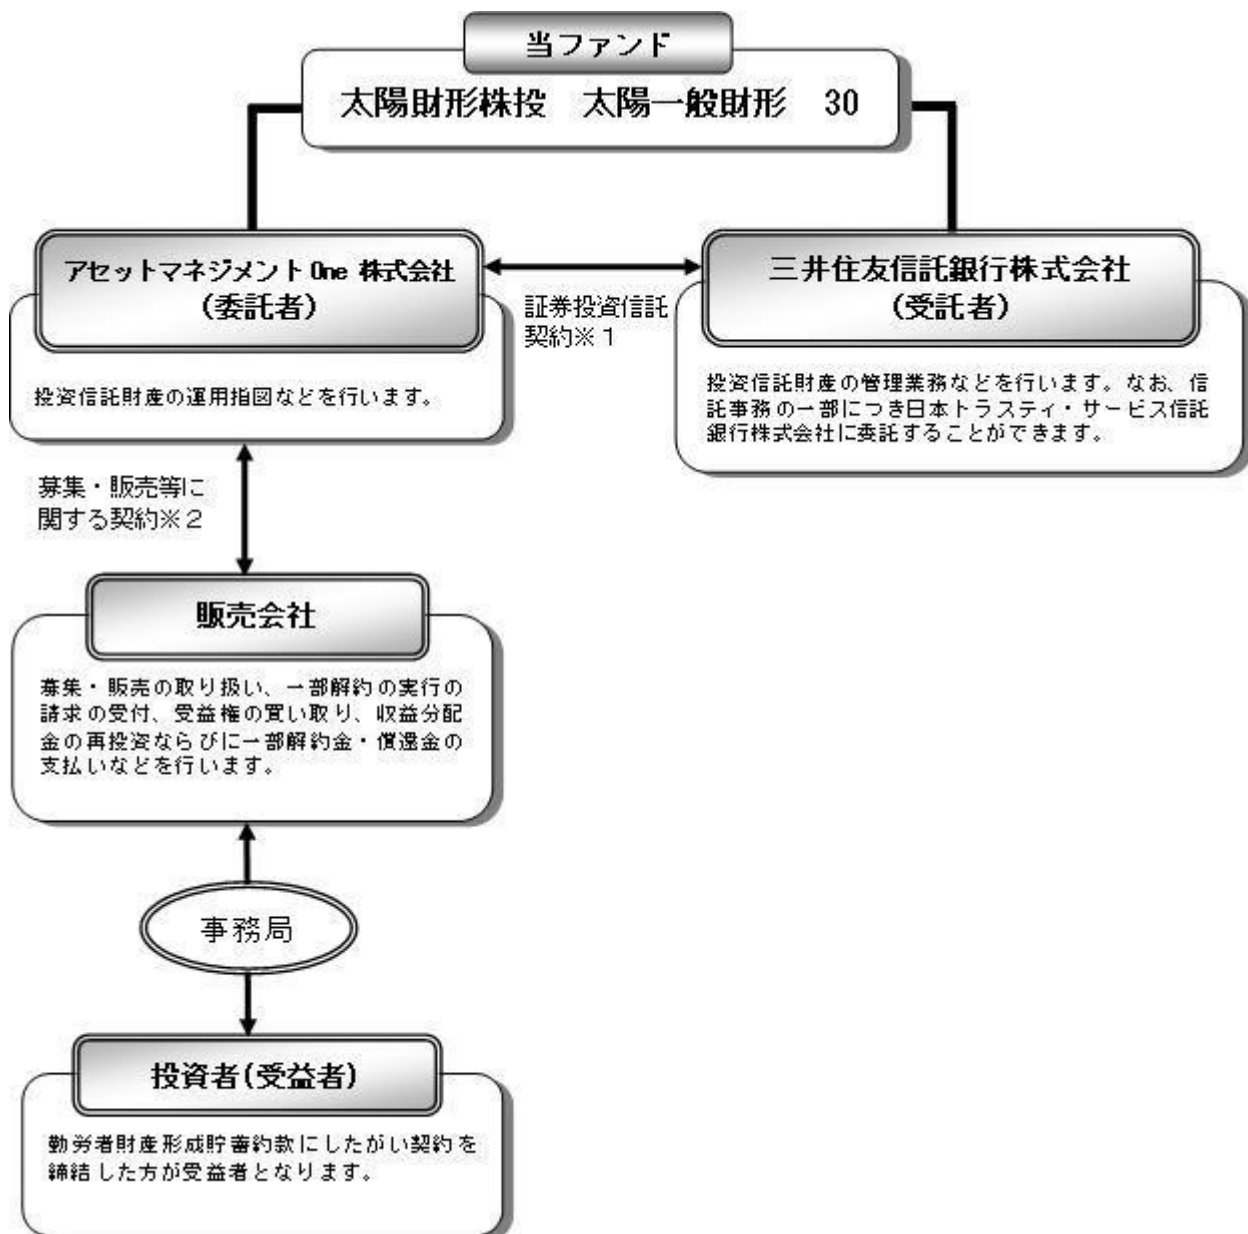 当ファンド
太陽財形株投 太陽一般財形 30
アセットマネジメントOne 株式会社
(委託者)
三井住友信託銀行株式会社
(受託者)
証券投資信託
契約※1
投資信託財産の運用指図などを行います。
投資信託財産の管理業務などを行います。なお、信
託事務の一部につき日本トラスティ・サービス信託
銀行株式会社に委託することができます。
募集・販売等に
関する契約※2
販売会社
募集・販売の取り扱い、一部解約の実行の
請求の受付、受益権の買い取り、収益分配
金の再投資ならびに一部解約金・償還金の
支払いなどを行います。
事務局
投資者(受益者)
勤労者財産形成貯蓄約款にしたがい契約を
締結した方が受益者となります。